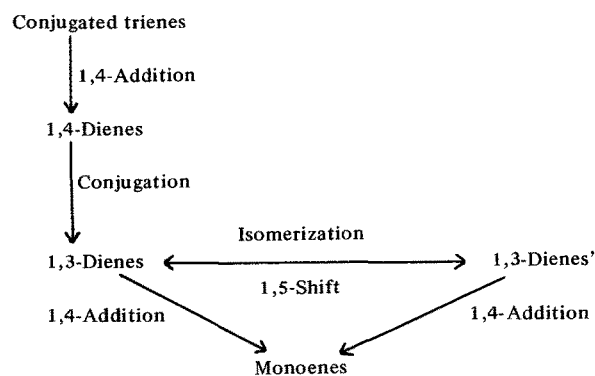 Conjugated trienes
1,4-Addition
1,4-Dienes
Conjugation
Isomerization
1,3-Dienes
1,3-Dienes'
1,5-Shift
1,4-Addition
1,4-Addition
Monoenes